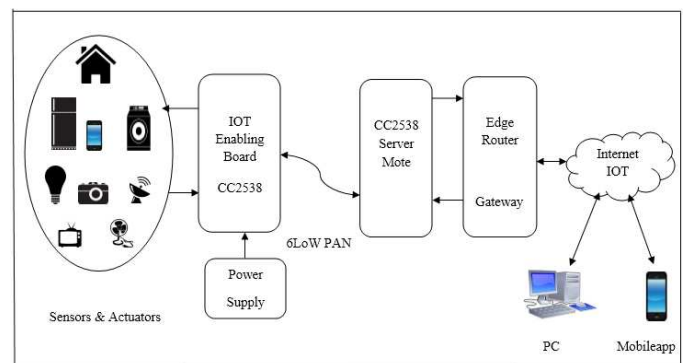 IOT
Enabling
Board
CC2538
CC2538
Server
Mote
Edge
Router
Gateway
Internet
IOT
6LoW PAN
Power
Supply
Sensors & Actuators
PC
Mobileapp